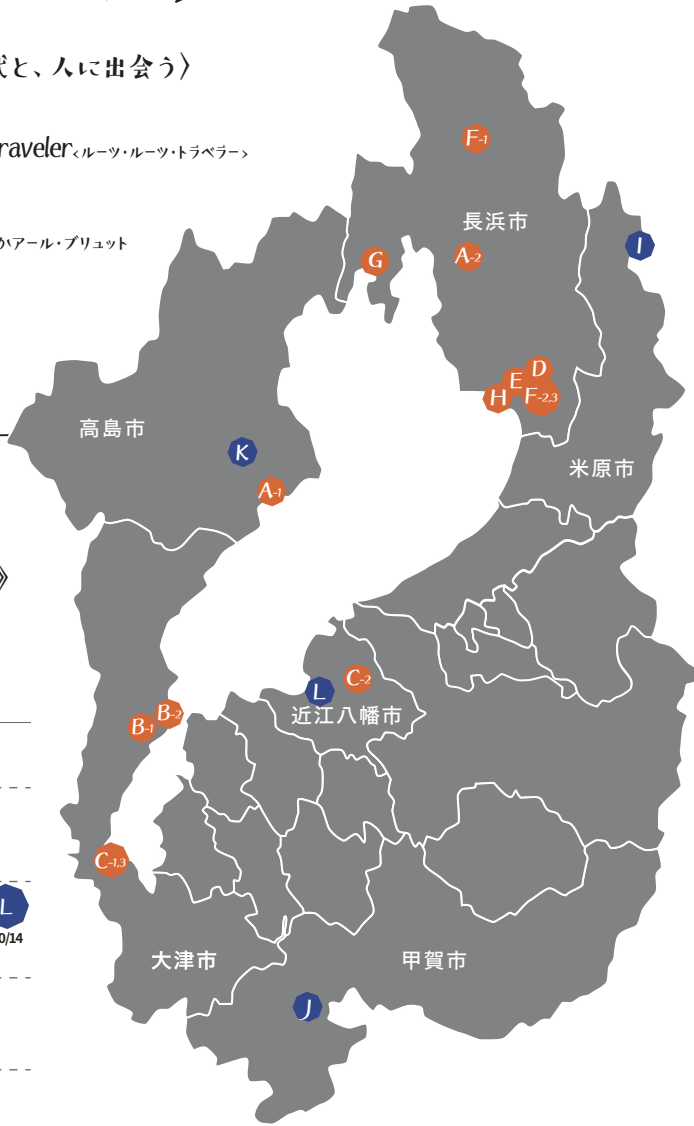 と、人に出会う〉
raveler<ルーツ・ルーツ・トラベラー>
アール・ブリュット
F-1
長浜市
I
G
A-2
D
E
H
F-2,3
高島市
K
米原市
A-1
C-2
L
近江八幡市
B-2
B-1
C-1,3
L
0/14
大津市
甲賀市
J